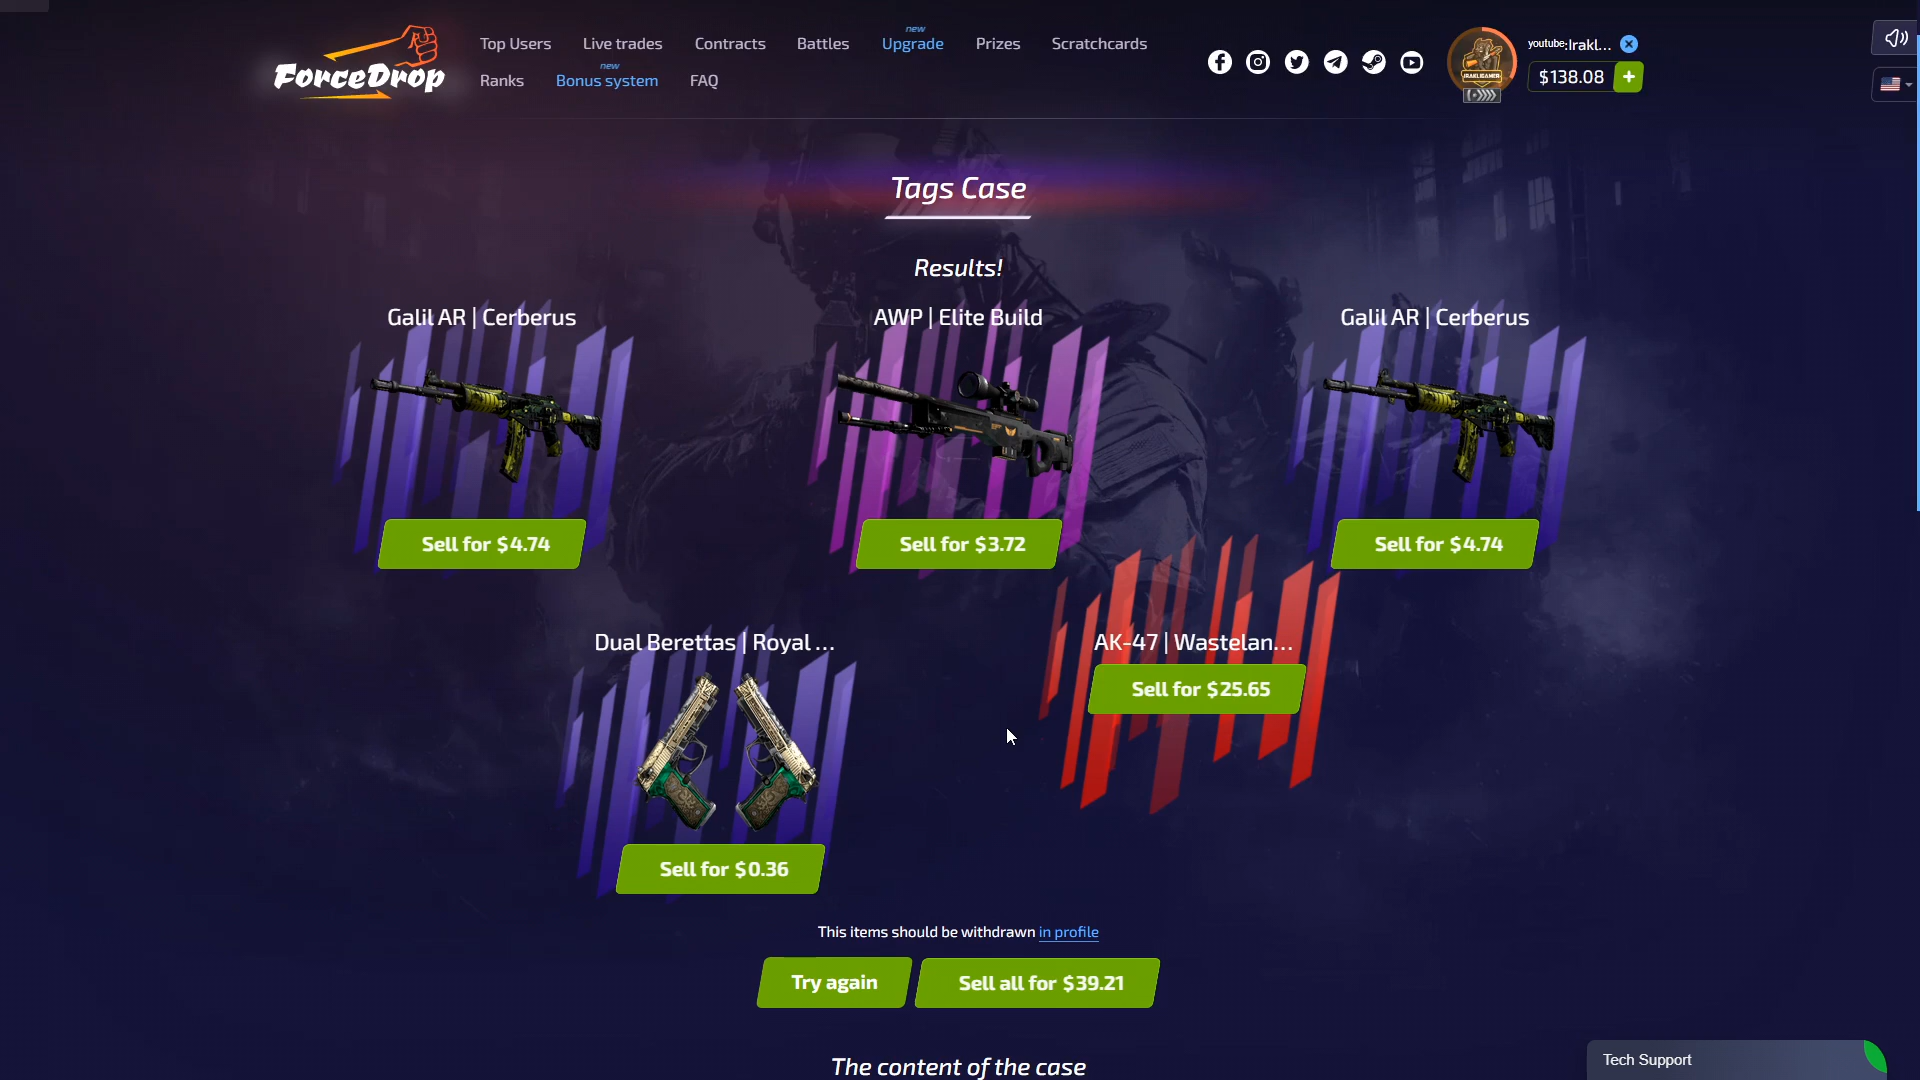 ForceDrop
Top Users
Live trades
Contracts
Battles
new
Upgrade
Prizes
Scratchcards
Ranks
new
Bonus system
FAQ
youtube:Irakl...
$138.08
+
IRAKLIGAMER
Tags Case
Results!
Galil AR | Cerberus
AWP | Elite Build
Galil AR | Cerberus
Sell for $4.74
Sell for $3.72
Sell for $4.74
Dual Berettas | Royal ...
AK-47 | Wastelan...
Sell for $25.65
Sell for $0.36
This items should be withdrawn in profile
Try again
Sell all for $39.21
The content of the case
Tech Support